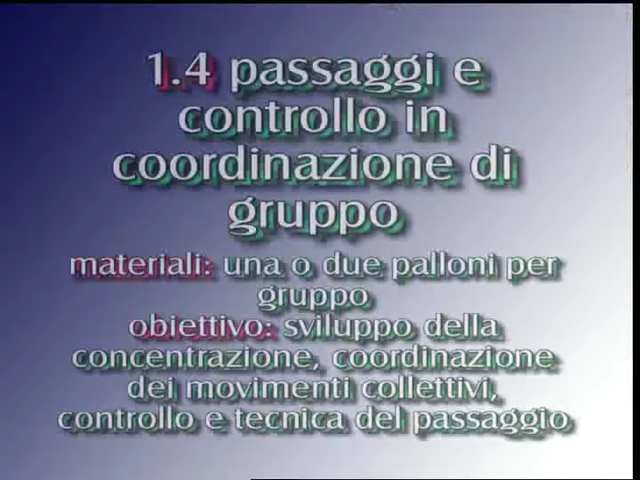 1.4 passaggi e
controllo in
coordinazione di
gruppo
materiali: una o due palloni per
gruppo
obiettivo: sviluppo della
concentrazione, coordinazione
dei movimenti collettivi,
controllo e tecnica del passaggio